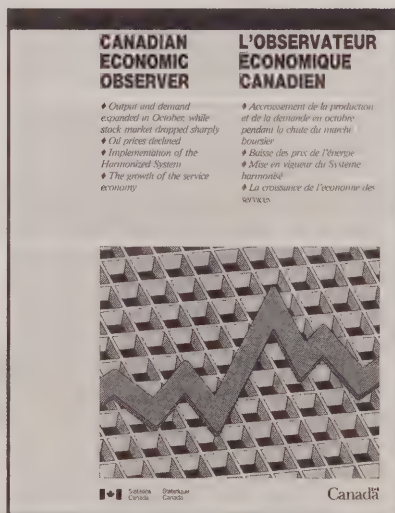 CANADIAN
ECONOMIC
OBSERVER
♦ Output and demand
expanded in October, while
stock market dropped sharply
♦ Oil prices declined
♦ Implementation of the
Harmonized System
♦ The growth of the service
economy
L'OBSERVATEUR
ÉCONOMIQUE
CANADIEN
♦ Accroissement de la production
et de la demande en octobre
pendant la chute du marché
boursier
♦ Baisse des prix de l'énergie
♦ Mise en vigueur du Système
harmonisé
♦ La croissance de l'economie des
services
Statistics
Canada
Statistique
Canada
Canada